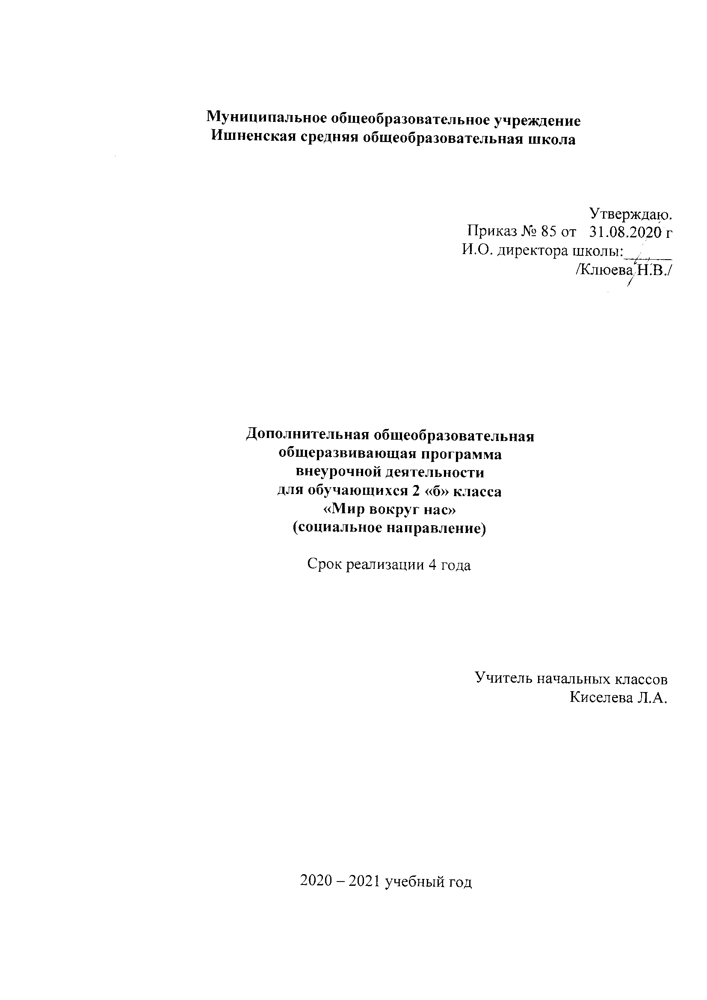 Муниципальное общеобразовательное учреждение
Ишненская средняя общеобразовательная школа
Утверждаю.
Приказ № 85 от 31.08.2020 г
И.О. директора школы:______
/Клюева Н.В./
Дополнительная общеобразовательная
общеразвивающая программа
внеурочной деятельности
для обучающихся 2 «б» класса
«Мир вокруг нас»
(социальное направление)
Срок реализации 4 года
Учитель начальных классов
Киселева Л.А.
2020 – 2021 учебный год